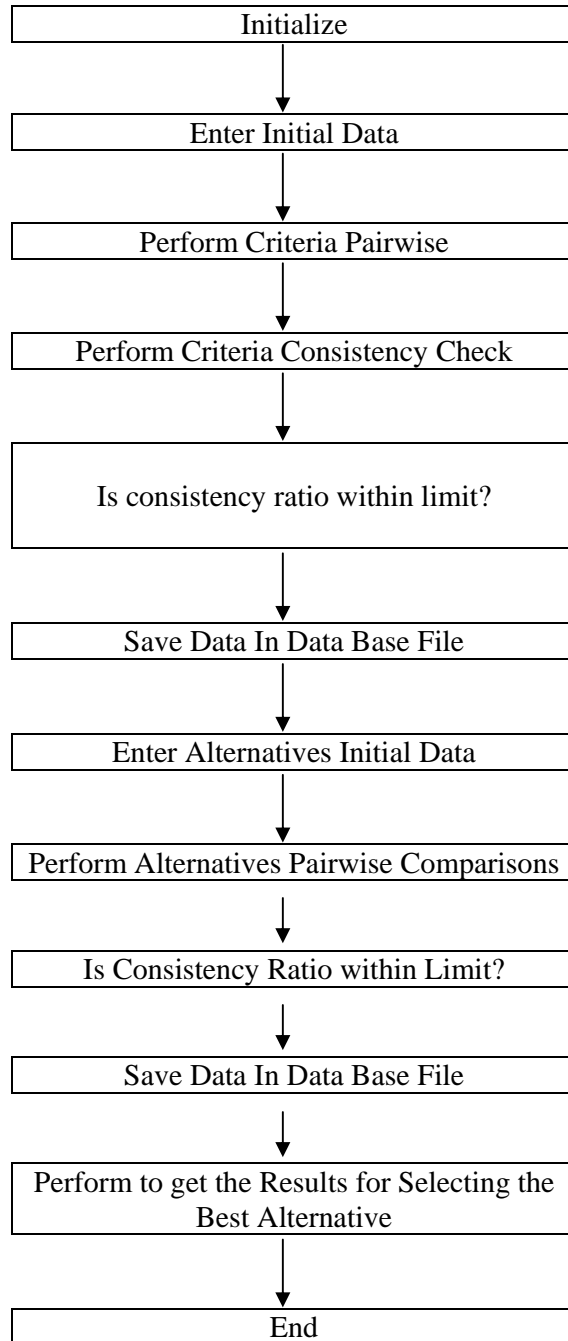 Initialize
Enter Initial Data
Perform Criteria Pairwise
Perform Criteria Consistency Check
Is consistency ratio within limit?
Save Data In Data Base File
Enter Alternatives Initial Data
Perform Alternatives Pairwise Comparisons
Is Consistency Ratio within Limit?
Save Data In Data Base File
Perform to get the Results for Selecting the
Best Alternative
End